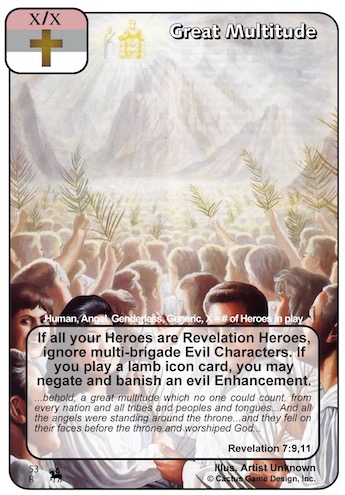 X/X
Great Multitude
Human, Angel, Genderless, Generic, X = # of Heroes in play
If all your Heroes are Revelation Heroes,
ignore multi-brigade Evil Characters. If
you play a lamb icon card, you may
negate and banish an evil Enhancement.
...behold, a great multitude which no one could count, from
every nation and all tribes and peoples and tongues...And all
the angels were standing around the throne...and they fell on
their faces before the throne and worshiped God...
Revelation 7:9,11
53
R
Illus. Artist Unknown
© Cactus Game Design, Inc.